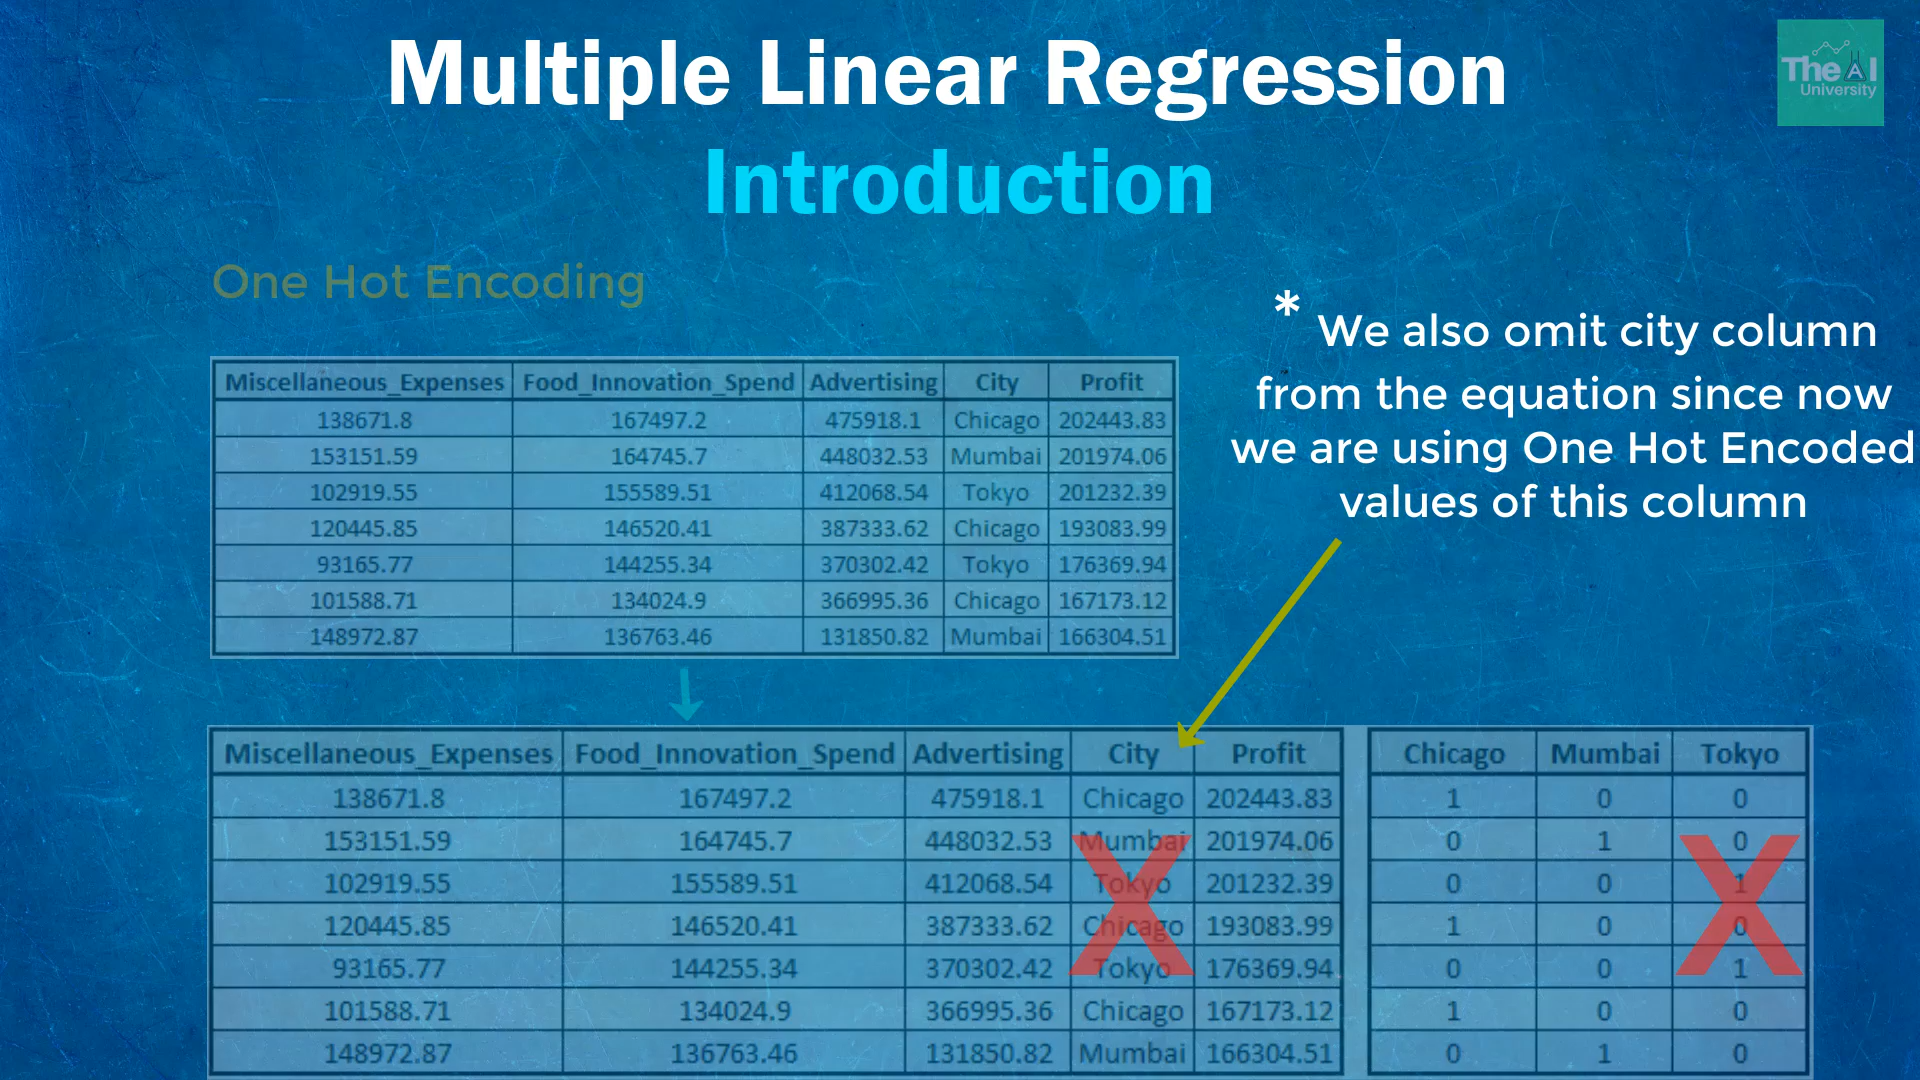 Multiple Linear Regression
Introduction
The AI
University
One Hot Encoding
* We also omit city column
from the equation since now
we are using One Hot Encoded
values of this column
Miscellaneous_Expenses Food_Innovation_Spend Advertising City Profit
138671.8 167497.2 475918.1 Chicago 202443.83
153151.59 164745.7 448032.53 Mumbai 201974.06
102919.55 155589.51 412068.54 Tokyo 201232.39
120445.85 146520.41 387333.62 Chicago 193083.99
93165.77 144255.34 370302.42 Tokyo 176369.94
101588.71 134024.9 366995.36 Chicago 167173.12
148972.87 136763.46 131850.82 Mumbai 166304.51
Miscellaneous_Expenses Food_Innovation_Spend Advertising City Profit Chicago Mumbai Tokyo
138671.8 167497.2 475918.1 Chicago 202443.83 1 0 0
153151.59 164745.7 448032.53 Mumbai 201974.06 0 1 0
102919.55 155589.51 412068.54 Tokyo 201232.39 0 0 1
120445.85 146520.41 387333.62 Chicago 193083.99 1 0 0
93165.77 144255.34 370302.42 Tokyo 176369.94 0 0 1
101588.71 134024.9 366995.36 Chicago 167173.12 1 0 0
148972.87 136763.46 131850.82 Mumbai 166304.51 0 1 0
X X